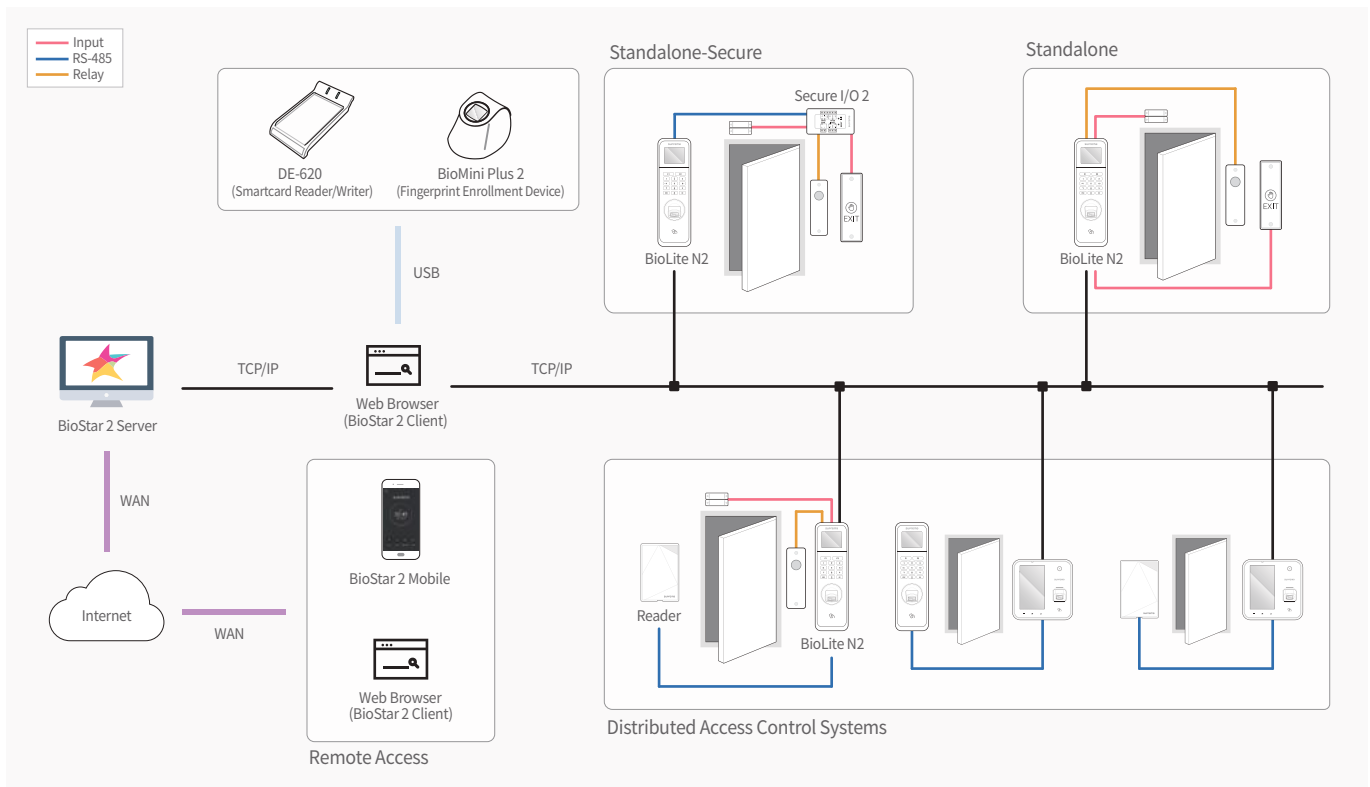 Input
RS-485
Relay
DE-620
(Smartcard Reader/Writer)
BioMini Plus 2
(Fingerprint Enrollment Device)
USB
Standalone-Secure
Secure I/O 2
EXIT
BioLite N2
Standalone
EXIT
BioLite N2
BioStar 2 Server
TCP/IP
Web Browser
(BioStar 2 Client)
TCP/IP
WAN
Internet
WAN
BioStar 2 Mobile
Web Browser
(BioStar 2 Client)
Remote Access
Reader
BioLite N2
Distributed Access Control Systems